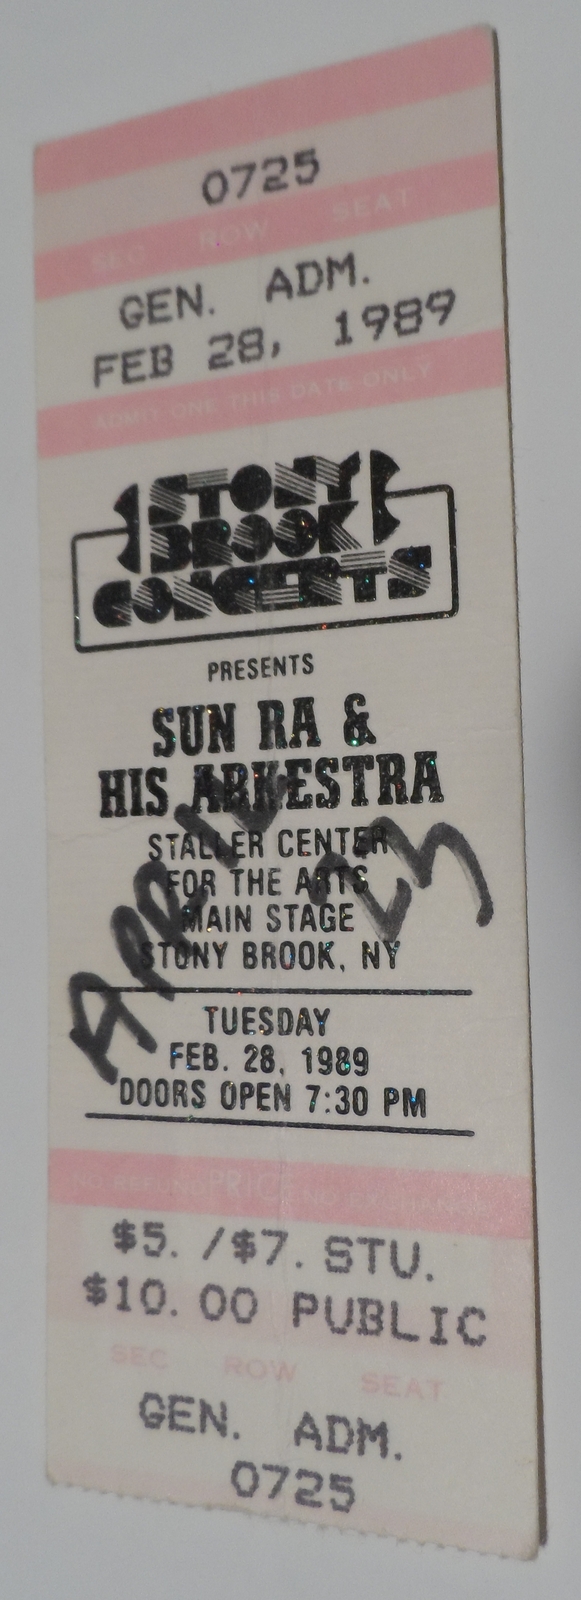 0725
SEC ROW SEAT
GEN. ADM.
FEB 28, 1989
ADMIT ONE THIS DATE ONLY
STONY
BROOK
CONCERTS
PRESENTS
SUN RA &
HIS ARKESTRA
STALLER CENTER
FOR THE ARTS
MAIN STAGE
STONY BROOK, NY
APRIL 23
TUESDAY
FEB. 28, 1989
DOORS OPEN 7:30 PM
NO REFUND PRICE NO EXCHANGE
$5. /$7. STU.
$10.00 PUBLIC
SEC ROW SEAT
GEN. ADM.
0725